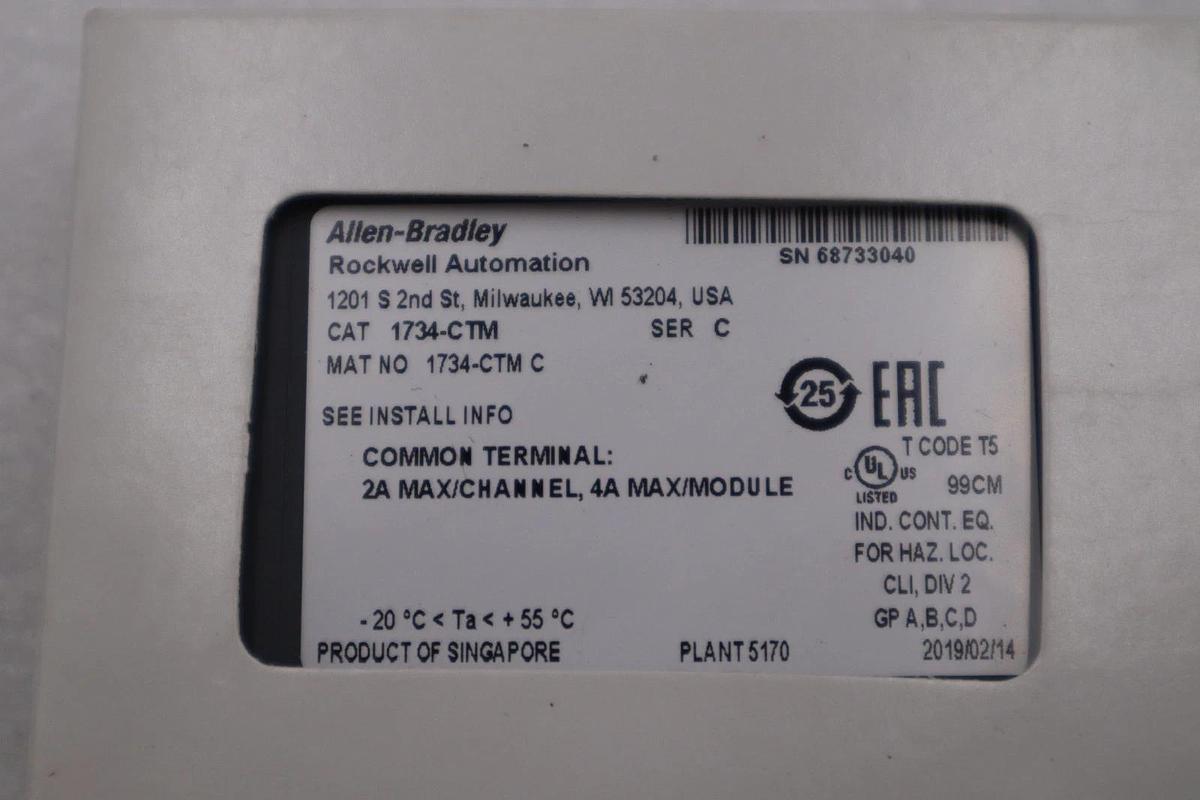 Allen-Bradley
SN 68733040
Rockwell Automation
1201 S 2nd St, Milwaukee, WI 53204, USA
CAT 1734-CTM SER C
MAT NO 1734-CTM C
25 EAC
SEE INSTALL INFO
T CODE T5
COMMON TERMINAL:
C UL US
LISTED
99CM
2A MAX/CHANNEL, 4A MAX/MODULE
IND. CONT. EQ.
FOR HAZ. LOC.
CLI, DIV 2
GP A,B,C,D
- 20 °C < Ta < + 55 °C
PRODUCT OF SINGAPORE PLANT 5170 2019/02/14